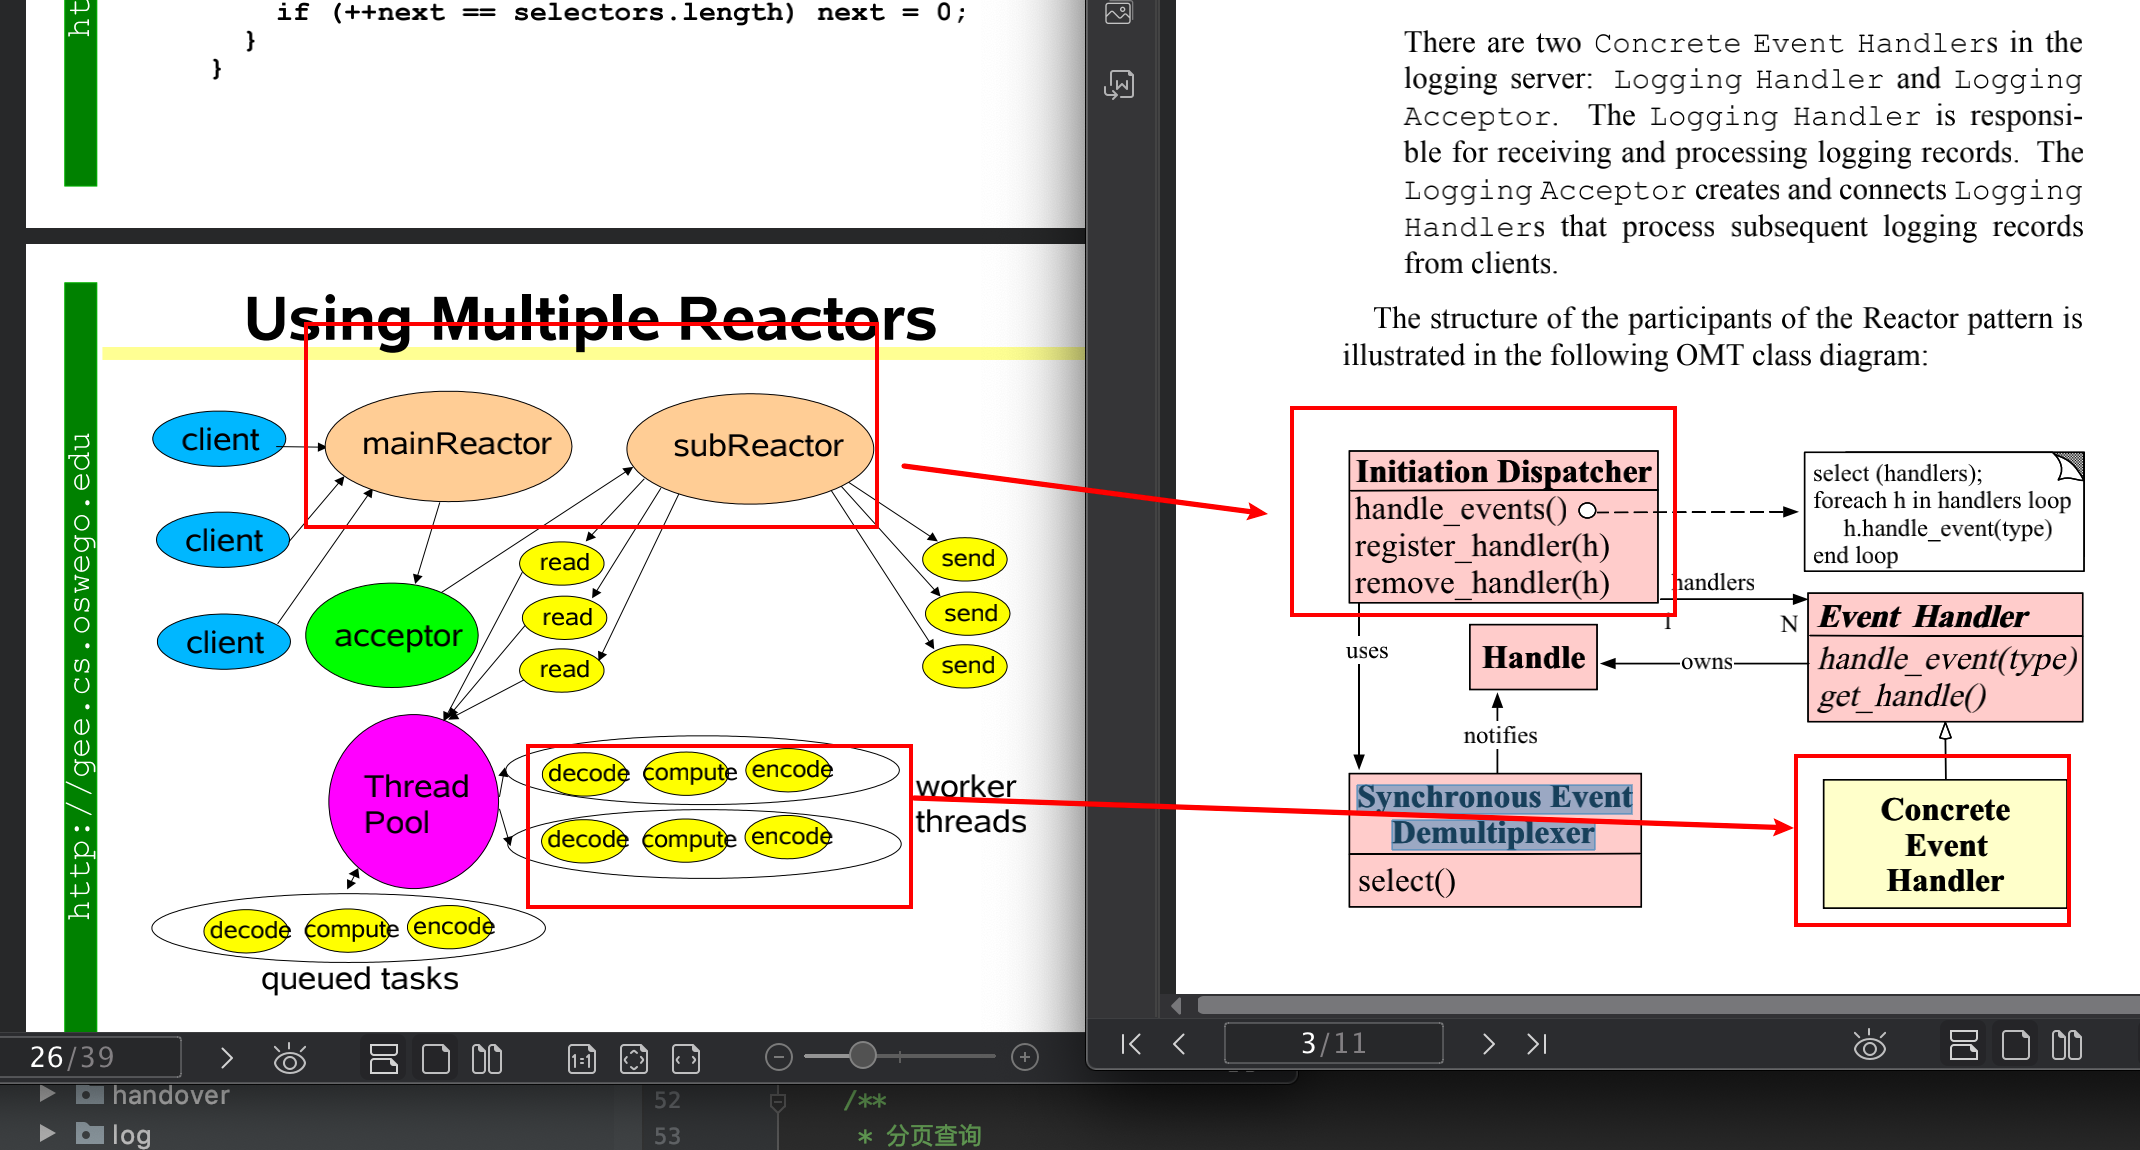 ht
if (++next == selectors.length) next = 0;
}
}
Using Multiple Reactors
http://gee.cs.oswego.edu
client
client
client
mainReactor
subReactor
acceptor
read
read
read
send
send
send
Thread
Pool
decode compute encode
decode compute encode
worker
threads
decode compute encode
queued tasks
26/39
handover
log
52
/**
53
* 分页查询
There are two Concrete Event Handlers in the
logging server: Logging Handler and Logging
Acceptor. The Logging Handler is responsi-
ble for receiving and processing logging records. The
Logging Acceptor creates and connects Logging
Handlers that process subsequent logging records
from clients.
The structure of the participants of the Reactor pattern is
illustrated in the following OMT class diagram:
Initiation Dispatcher
handle_events()
register_handler(h)
remove_handler(h)
select (handlers);
foreach h in handlers loop
h.handle_event(type)
end loop
handlers
1
N
Event Handler
handle_event(type)
get_handle()
uses
Handle
owns
notifies
Synchronous Event
Demultiplexer
select()
Concrete
Event
Handler
3/11